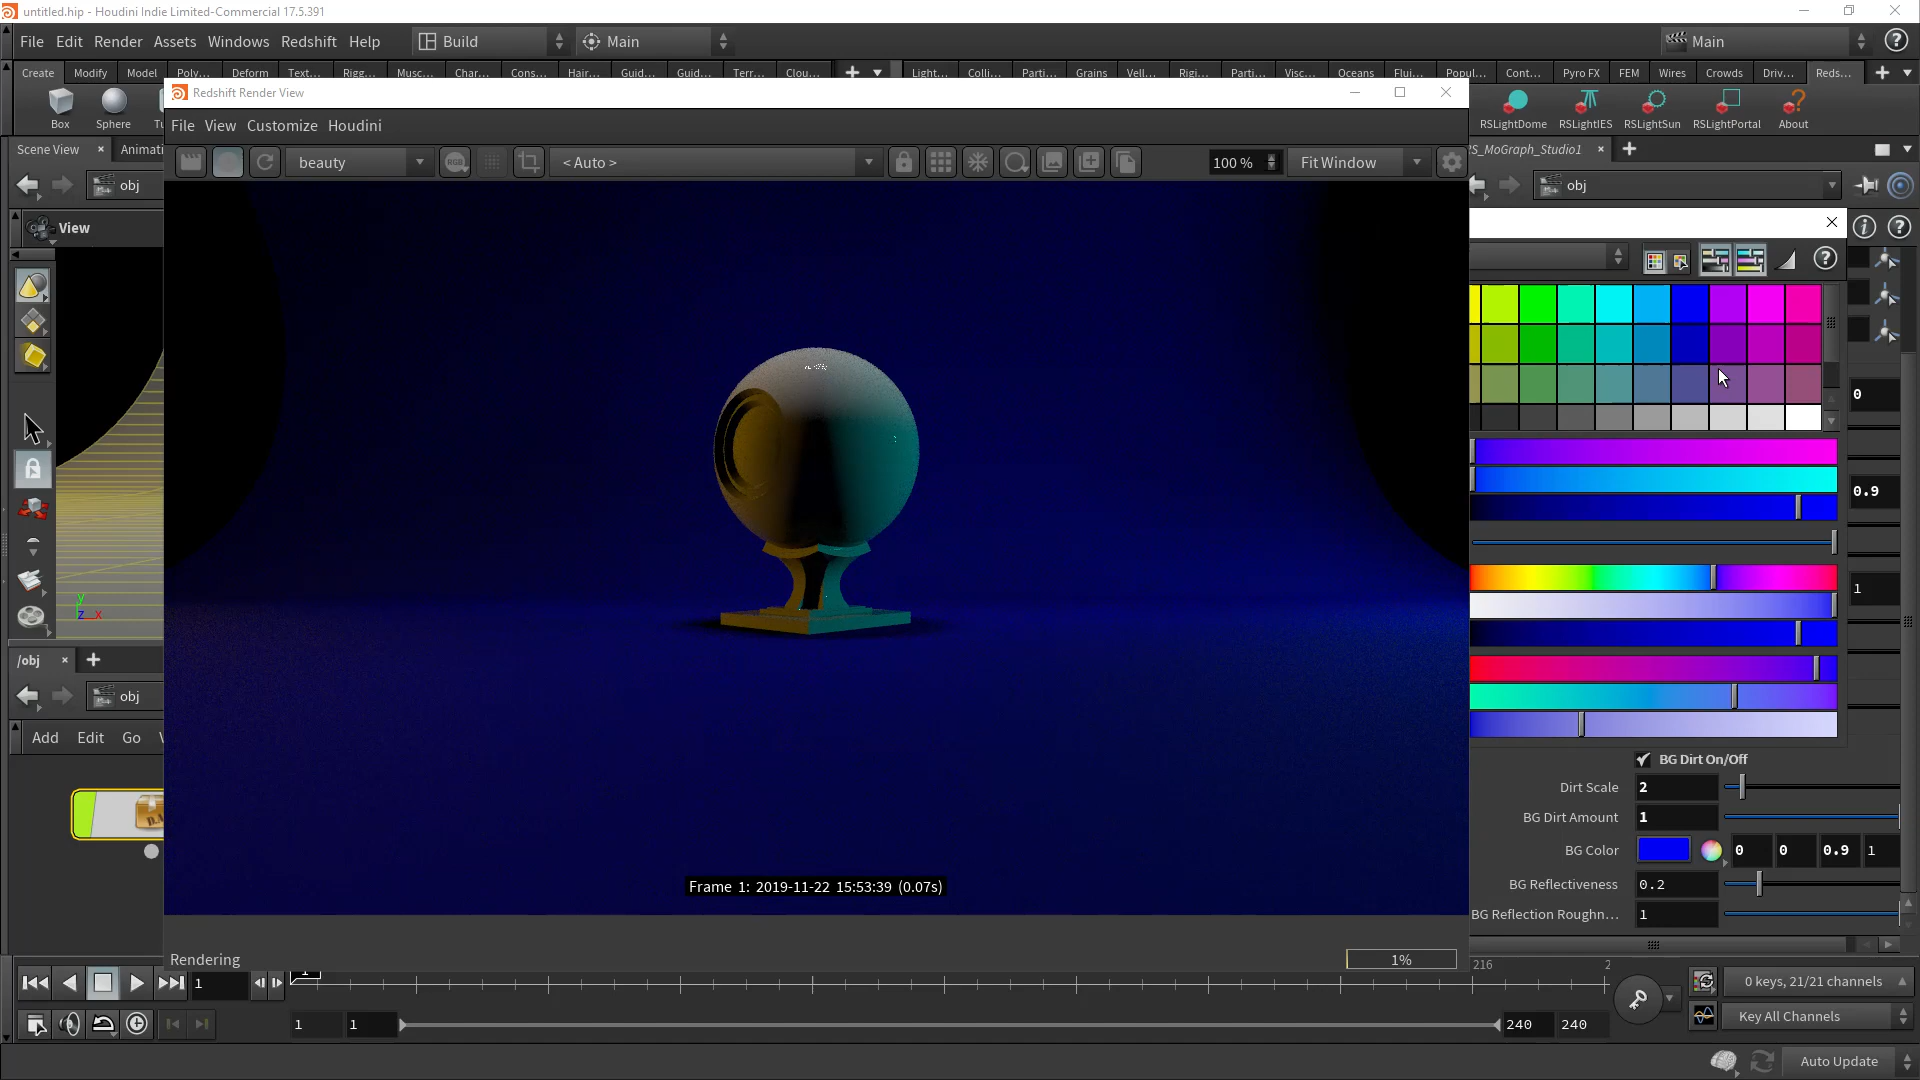 untitled.hip - Houdini Indie Limited-Commercial 17.5.391
File Edit Render Assets Windows Redshift Help
Build
Main
Main
Create Modify Model Poly... Deform Text... Rigg... Musc... Char... Cons... Hair... Guid... Guid... Terr... Clou...
Light... Colli... Parti... Grains Vell... Rigi... Parti... Visc... Oceans Flui... Popul... Cont... Pyro FX FEM Wires Crowds Driv... Reds...
Box
Sphere
Tu
RSLightDome RSLightIES RSLightSun RSLightPortal About
Redshift Render View
File View Customize Houdini
beauty
RGB
< Auto >
100 %
Fit Window
Scene View
Animati
S_MoGraph_Studio1
obj
obj
View
0
0.9
1
y
z x
Frame 1: 2019-11-22 15:53:39 (0.07s)
Rendering
1%
/obj
obj
Add Edit Go
BG Dirt On/Off
Dirt Scale 2
BG Dirt Amount 1
BG Color 0 0 0.9 1
BG Reflectiveness 0.2
BG Reflection Roughn... 1
1
216
2
0 keys, 21/21 channels
1
1
240
240
Key All Channels
Auto Update